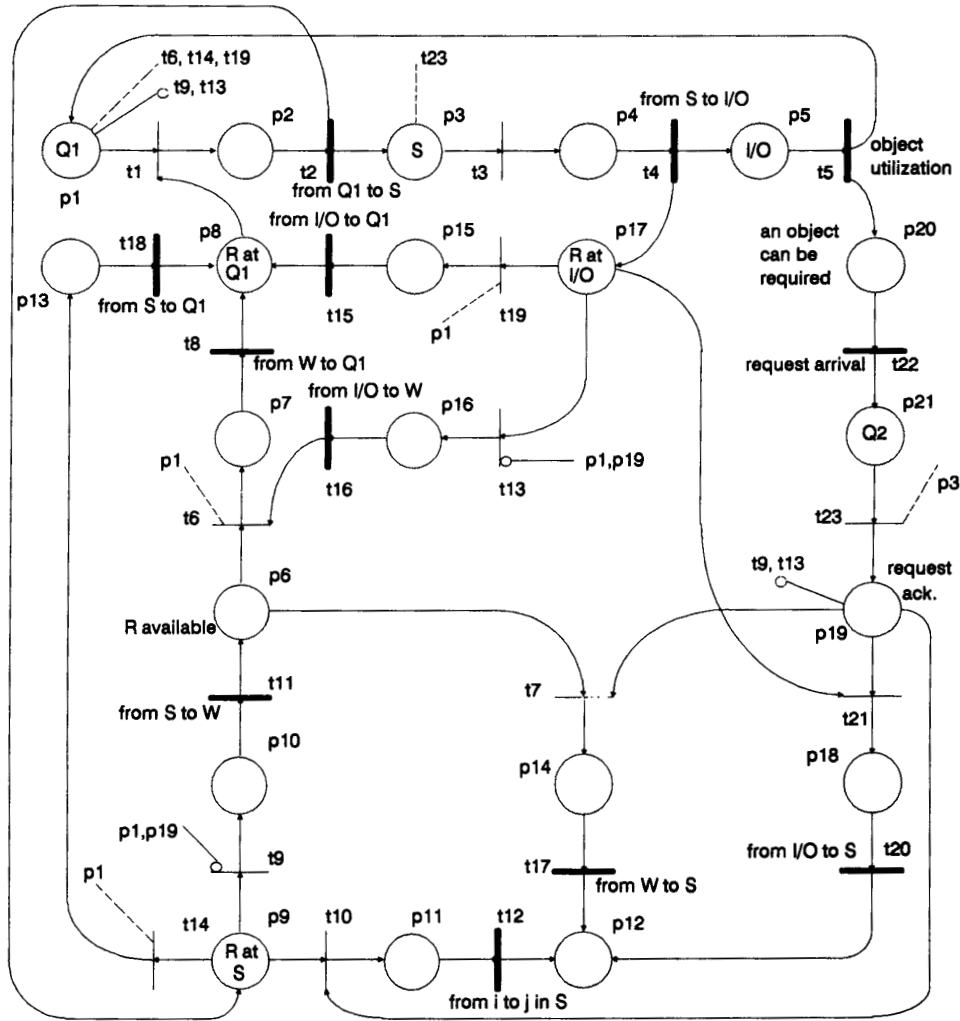 t6, t14, t19
t9, t13
t23
from S to I/O
p2
p3
p4
p5
Q1
S
I/O
p1
t1
t2
from Q1 to S
t3
t4
t5
object
utilization
from I/O to Q1
t18
p8
p15
p17
p20
R at
Q1
R at
I/O
an object
can be
required
p13
from S to Q1
t15
p1
t19
t8
from W to Q1
request arrival
t22
from I/O to W
p7
p16
p21
Q2
p1
p1,p19
t16
t13
p3
t6
t23
p6
t9, t13
request
ack.
R available
p19
t11
t7
t21
from S to W
p10
p14
p18
p1,p19
t9
from I/O to S
t20
p1
t17
from W to S
t14
p9
t10
p11
t12
p12
R at
S
from i to j in S